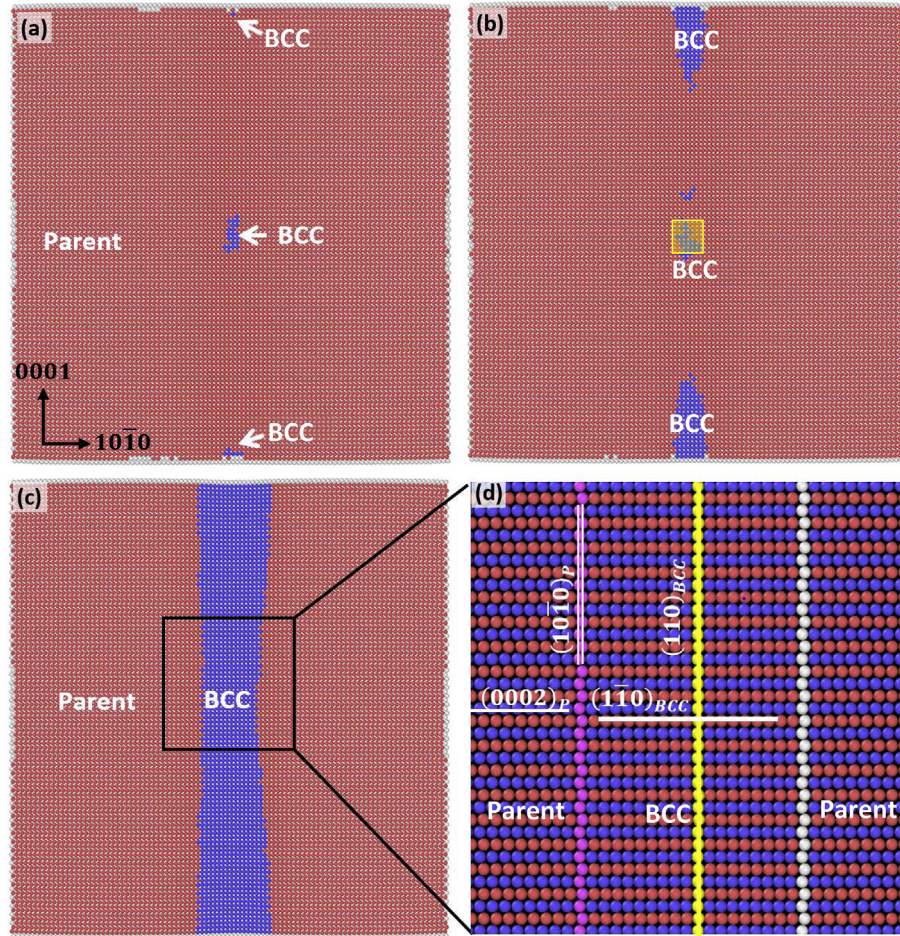 (a)
BCC
BCC
Parent
0001
101̅0
BCC
(b)
BCC
BCC
BCC
(c)
Parent
BCC
(d)
(101̅0)P
(110)BCC
(0002)P
(11̅0)BCC
Parent
BCC
Parent